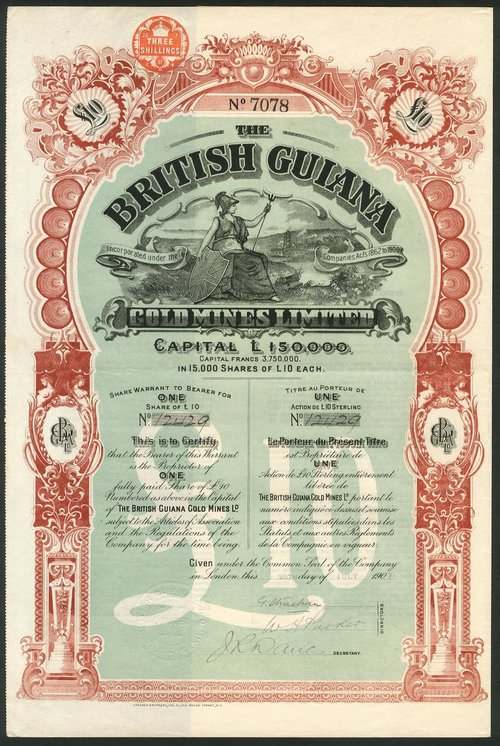 THREE
SHILLINGS
£10
£10
No 7078
THE
BRITISH GUIANA
Incorporated under the
Companies Acts 1862 to 1900
GOLD MINES LIMITED
CAPITAL £150,000
CAPITAL FRANCS 3.750.000.
IN 15,000 SHARES OF £10 EACH.
SHARE WARRANT TO BEARER FOR
ONE
SHARE OF £10
No 12429
This is to Certify
that the Bearer of this Warrant
is the Proprietor of
ONE
fully paid Share of £10
Numbered as above in the Capital
of THE BRITISH GUIANA GOLD MINES LD
subject to the Articles of Association
and the Regulations of the
Company for the time being.
TITRE AU PORTEUR DE
UNE
ACTION DE £10 STERLING
No 12429
Le Porteur du Présent Titre
est Propriétaire de
UNE
Action de £10 Sterling entièrement
libérée de
THE BRITISH GUIANA GOLD MINES LD portant le
numéro indiqué ci-dessus et soumise
aux conditions stipulées dans les
Statuts et aux autres Règlements
de la Compagnie en vigueur.
Given under the Common Seal of the Company
in London this day of JULY 190
DIRECTORS.
W. H. Parker
SECRETARY.